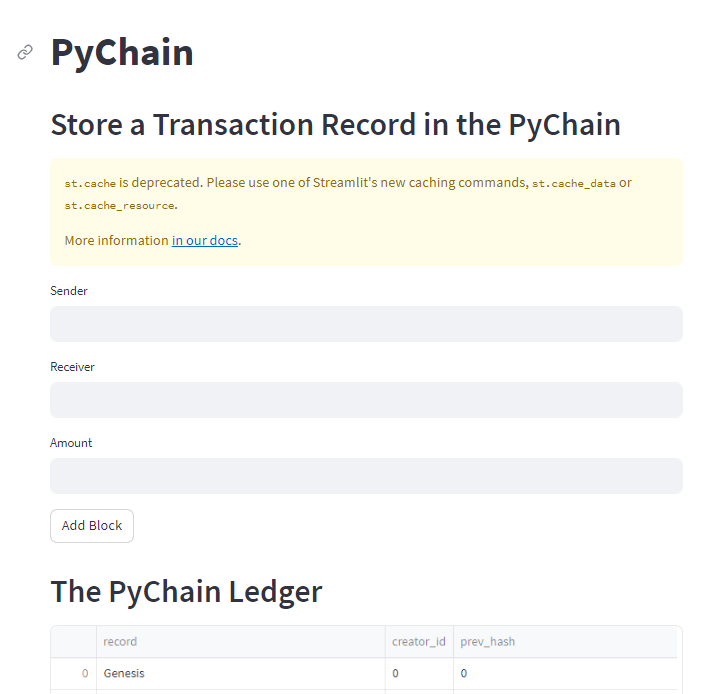 PyChain
Store a Transaction Record in the PyChain
st.cache is deprecated. Please use one of Streamlit's new caching commands, st.cache_data or
st.cache_resource.
More information in our docs.
Sender
Receiver
Amount
Add Block
The PyChain Ledger
record creator_id prev_hash
0 Genesis 0 0